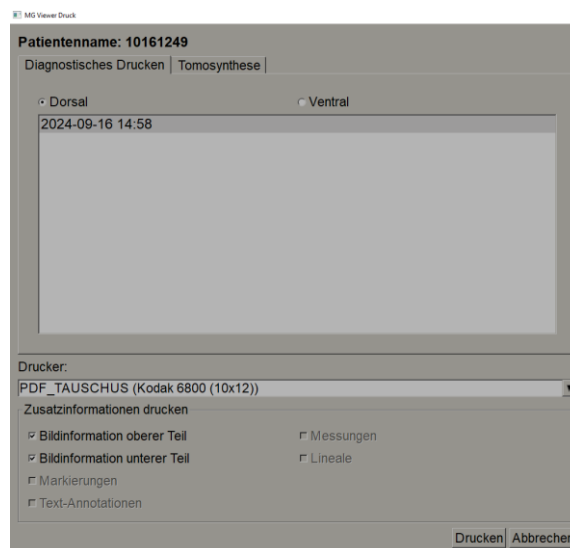 MG Viewer Druck
Patientenname: 10161249
Diagnostisches Drucken Tomosynthese
Dorsal Ventral
2024-09-16 14:58
Drucker:
PDF_TAUSCHUS (Kodak 6800 (10x12))
Zusatzinformationen drucken
Bildinformation oberer Teil Messungen
Bildinformation unterer Teil Lineale
Markierungen
Text-Annotationen
Drucken Abbrechen